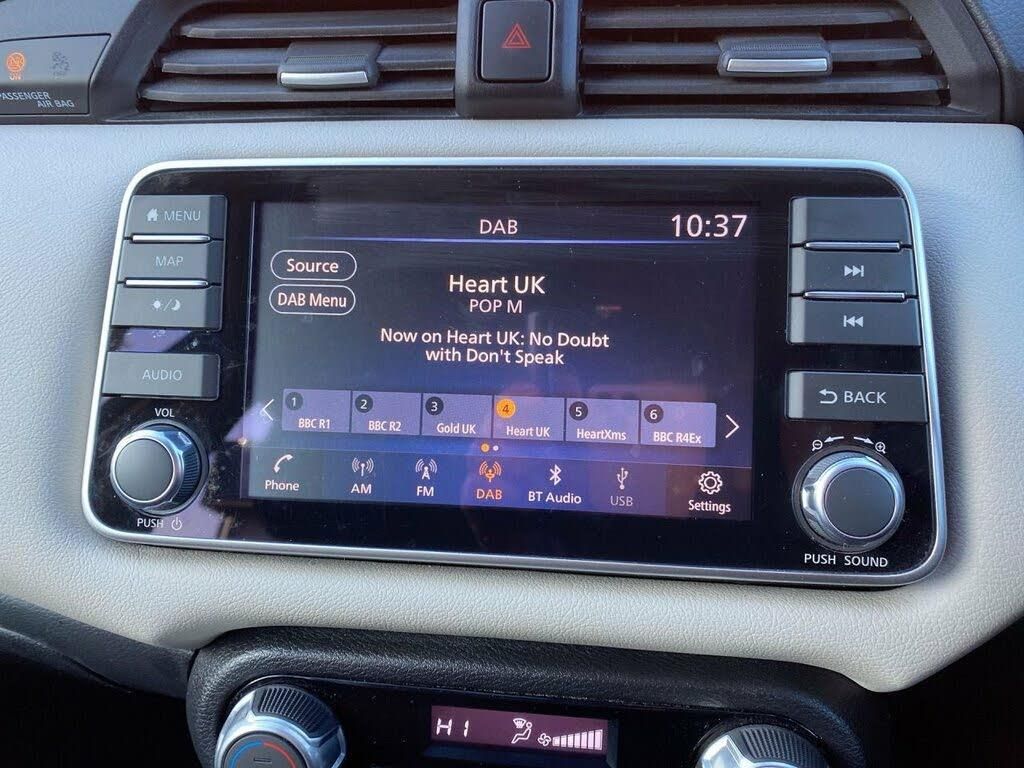 ON
PASSENGER
AIR BAG
MENU
MAP
AUDIO
VOL
PUSH
DAB
10:37
Source
DAB Menu
Heart UK
POP M
Now on Heart UK: No Doubt
with Don't Speak
1
BBC R1
2
BBC R2
3
Gold UK
4
Heart UK
5
HeartXms
6
BBC R4Ex
Phone
AM
FM
DAB
BT Audio
USB
Settings
BACK
PUSH SOUND
HI